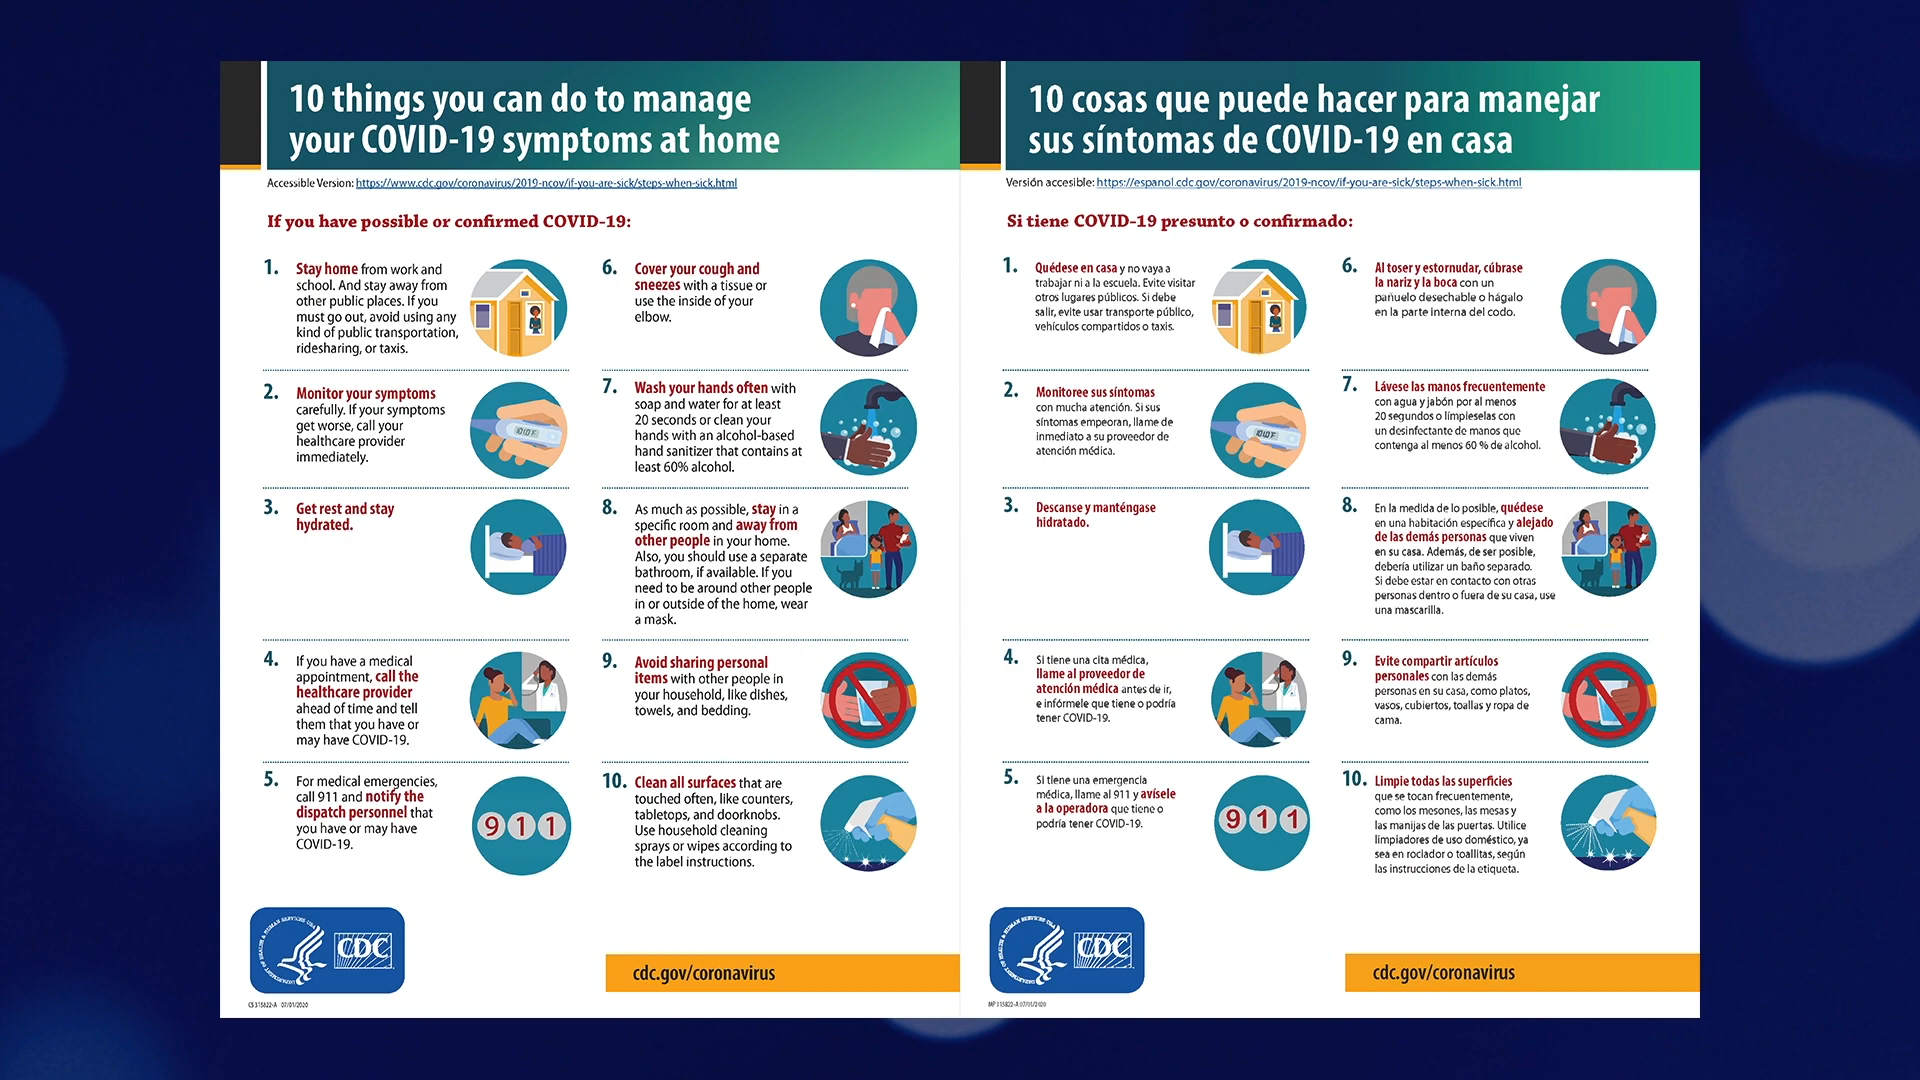 10 things you can do to manage
your COVID-19 symptoms at home
Accessible Version: https://www.cdc.gov/coronavirus/2019-ncov/if-you-are-sick/steps-when-sick.html
If you have possible or confirmed COVID-19:
1. Stay home from work and
school. And stay away from
other public places. If you
must go out, avoid using any
kind of public transportation,
ridesharing, or taxis.
2. Monitor your symptoms
carefully. If your symptoms
get worse, call your
healthcare provider
immediately.
101.0F
3. Get rest and stay
hydrated.
4. If you have a medical
appointment, call the
healthcare provider
ahead of time and tell
them that you have or
may have COVID-19.
5. For medical emergencies,
call 911 and notify the
dispatch personnel that
you have or may have
COVID-19.
911
6. Cover your cough and
sneezes with a tissue or
use the inside of your
elbow.
7. Wash your hands often with
soap and water for at least
20 seconds or clean your
hands with an alcohol-based
hand sanitizer that contains at
least 60% alcohol.
8. As much as possible, stay in a
specific room and away from
other people in your home.
Also, you should use a separate
bathroom, if available. If you
need to be around other people
in or outside of the home, wear
a mask.
9. Avoid sharing personal
items with other people in
your household, like dishes,
towels, and bedding.
10. Clean all surfaces that are
touched often, like counters,
tabletops, and doorknobs.
Use household cleaning
sprays or wipes according to
the label instructions.
DEPARTMENT OF HEALTH & HUMAN SERVICES USA
CDC
cdc.gov/coronavirus
CS 315822-A 07/01/2020
10 cosas que puede hacer para manejar
sus síntomas de COVID-19 en casa
Versión accesible: https://espanol.cdc.gov/coronavirus/2019-ncov/if-you-are-sick/steps-when-sick.html
Si tiene COVID-19 presunto o confirmado:
1. Quédese en casa y no vaya a
trabajar ni a la escuela. Evite visitar
otros lugares públicos. Si debe
salir, evite usar transporte público,
vehículos compartidos o taxis.
2. Monitoree sus síntomas
con mucha atención. Si sus
síntomas empeoran, llame de
inmediato a su proveedor de
atención médica.
101.0F
3. Descanse y manténgase
hidratado.
4. Si tiene una cita médica,
llame al proveedor de
atención médica antes de ir,
e infórmele que tiene o podría
tener COVID-19.
5. Si tiene una emergencia
médica, llame al 911 y avísele
a la operadora que tiene o
podría tener COVID-19.
911
6. Al toser y estornudar, cúbrase
la nariz y la boca con un
pañuelo desechable o hágalo
en la parte interna del codo.
7. Lávese las manos frecuentemente
con agua y jabón por al menos
20 segundos o límpieselas con
un desinfectante de manos que
contenga al menos 60 % de alcohol.
8. En la medida de lo posible, quédese
en una habitación específica y alejado
de las demás personas que viven
en su casa. Además, de ser posible,
debería utilizar un baño separado.
Si debe estar en contacto con otras
personas dentro o fuera de su casa, use
una mascarilla.
9. Evite compartir artículos
personales con las demás
personas en su casa, como platos,
vasos, cubiertos, toallas y ropa de
cama.
10. Limpie todas las superficies
que se tocan frecuentemente,
como los mesones, las mesas y
las manijas de las puertas. Utilice
limpiadores de uso doméstico, ya
sea en rociador o toallitas, según
las instrucciones de la etiqueta.
DEPARTMENT OF HEALTH & HUMAN SERVICES USA
CDC
cdc.gov/coronavirus
MP 315822-A 07/01/2020